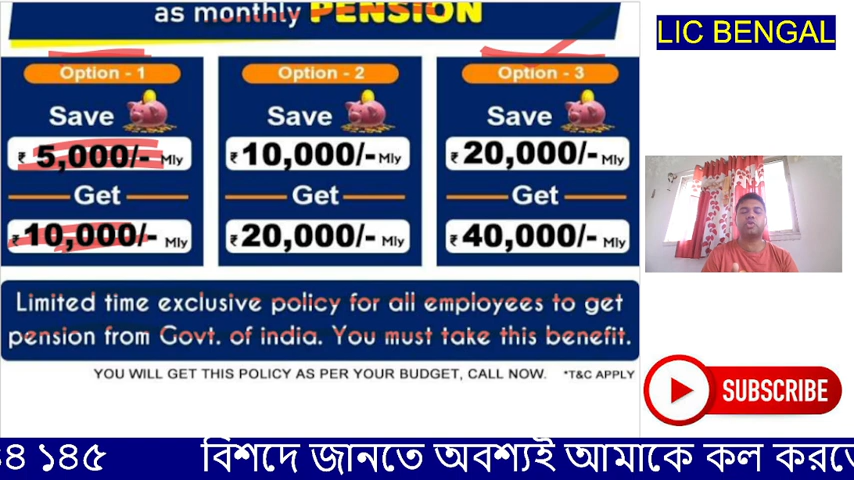 as monthly PENSION
LIC BENGAL
Option - 1
Save
₹ 5,000/- Mly
Get
₹ 10,000/- Mly
Option - 2
Save
₹ 10,000/- Mly
Get
₹ 20,000/- Mly
Option - 3
Save
₹ 20,000/- Mly
Get
₹ 40,000/- Mly
Limited time exclusive policy for all employees to get
pension from Govt. of india. You must take this benefit.
YOU WILL GET THIS POLICY AS PER YOUR BUDGET, CALL NOW. *T&C APPLY
SUBSCRIBE
৪ ১৪৫ বিশদে জানতে অবশ্যই আমাকে কল করতে